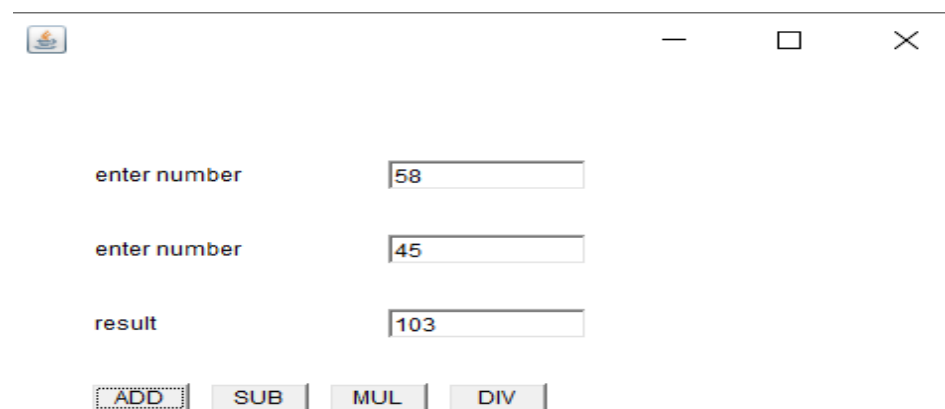 enter number 58
enter number 45
result 103
ADD SUB MUL DIV